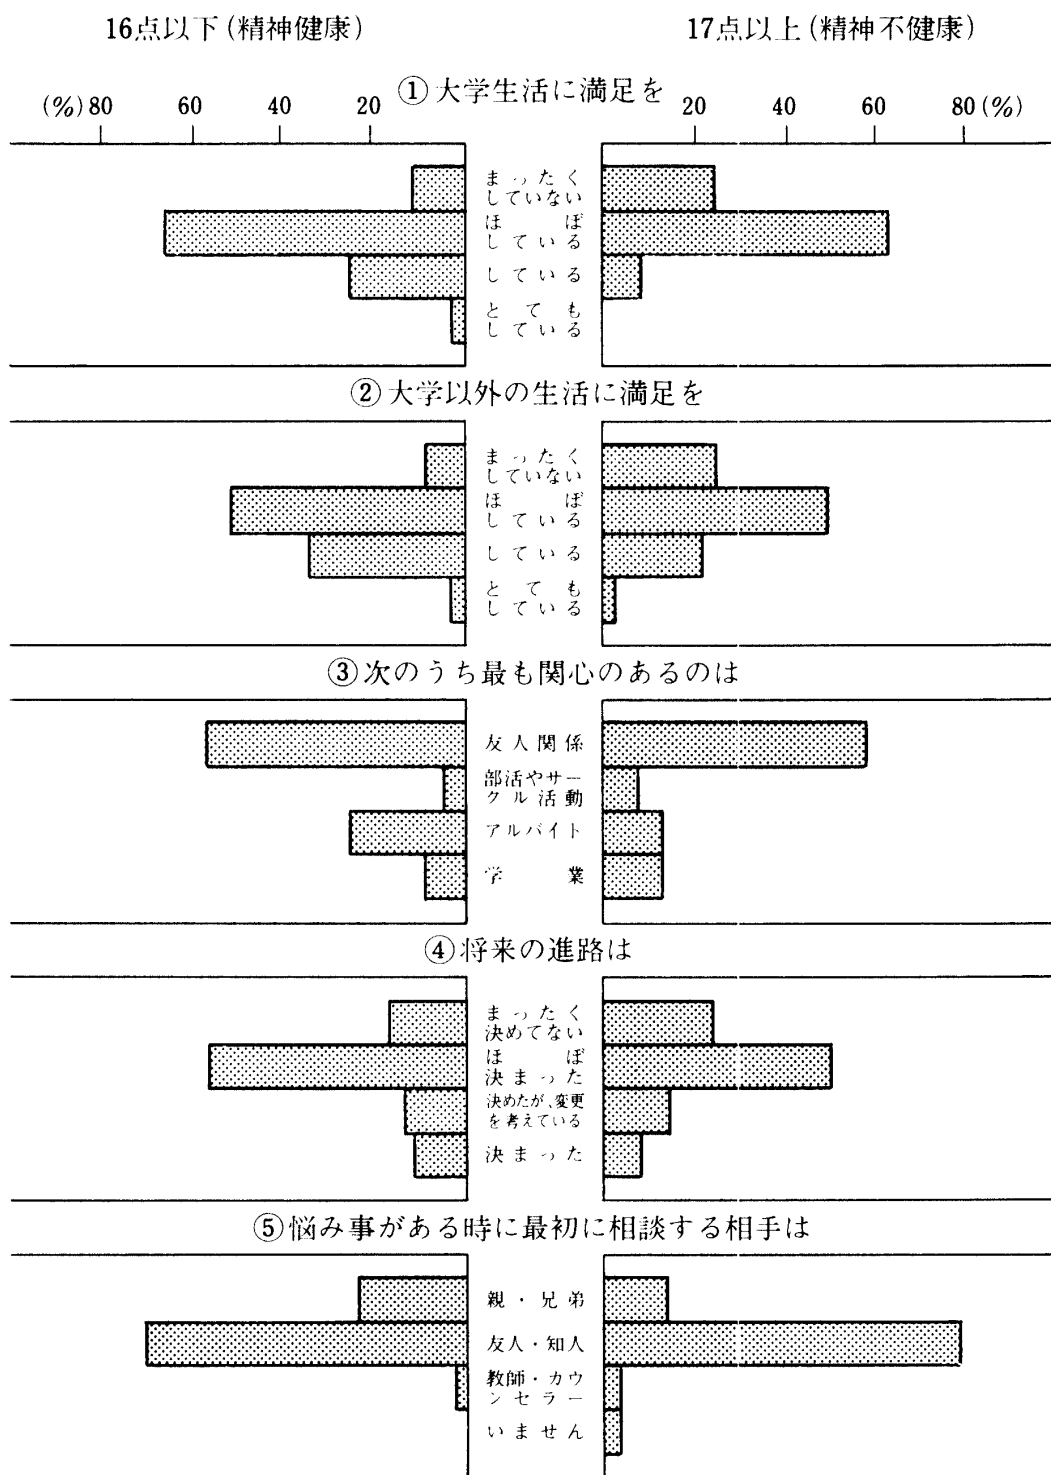 16点以下(精神健康)
17点以上(精神不健康)
①大学生活に満足を
(%) 80 60 40 20
20 40 60 80 (%)
まったく
していない
ほぼ
している
している
とても
している
②大学以外の生活に満足を
まったく
していない
ほぼ
している
している
とても
している
③次のうち最も関心のあるのは
友人関係
部活やサー
クル活動
アルバイト
学業
④将来の進路は
まったく
決めてない
ほぼ
決まった
決めたが、変更
を考えている
決まった
⑤悩み事がある時に最初に相談する相手は
親・兄弟
友人・知人
教師・カウ
ンセラー
いません